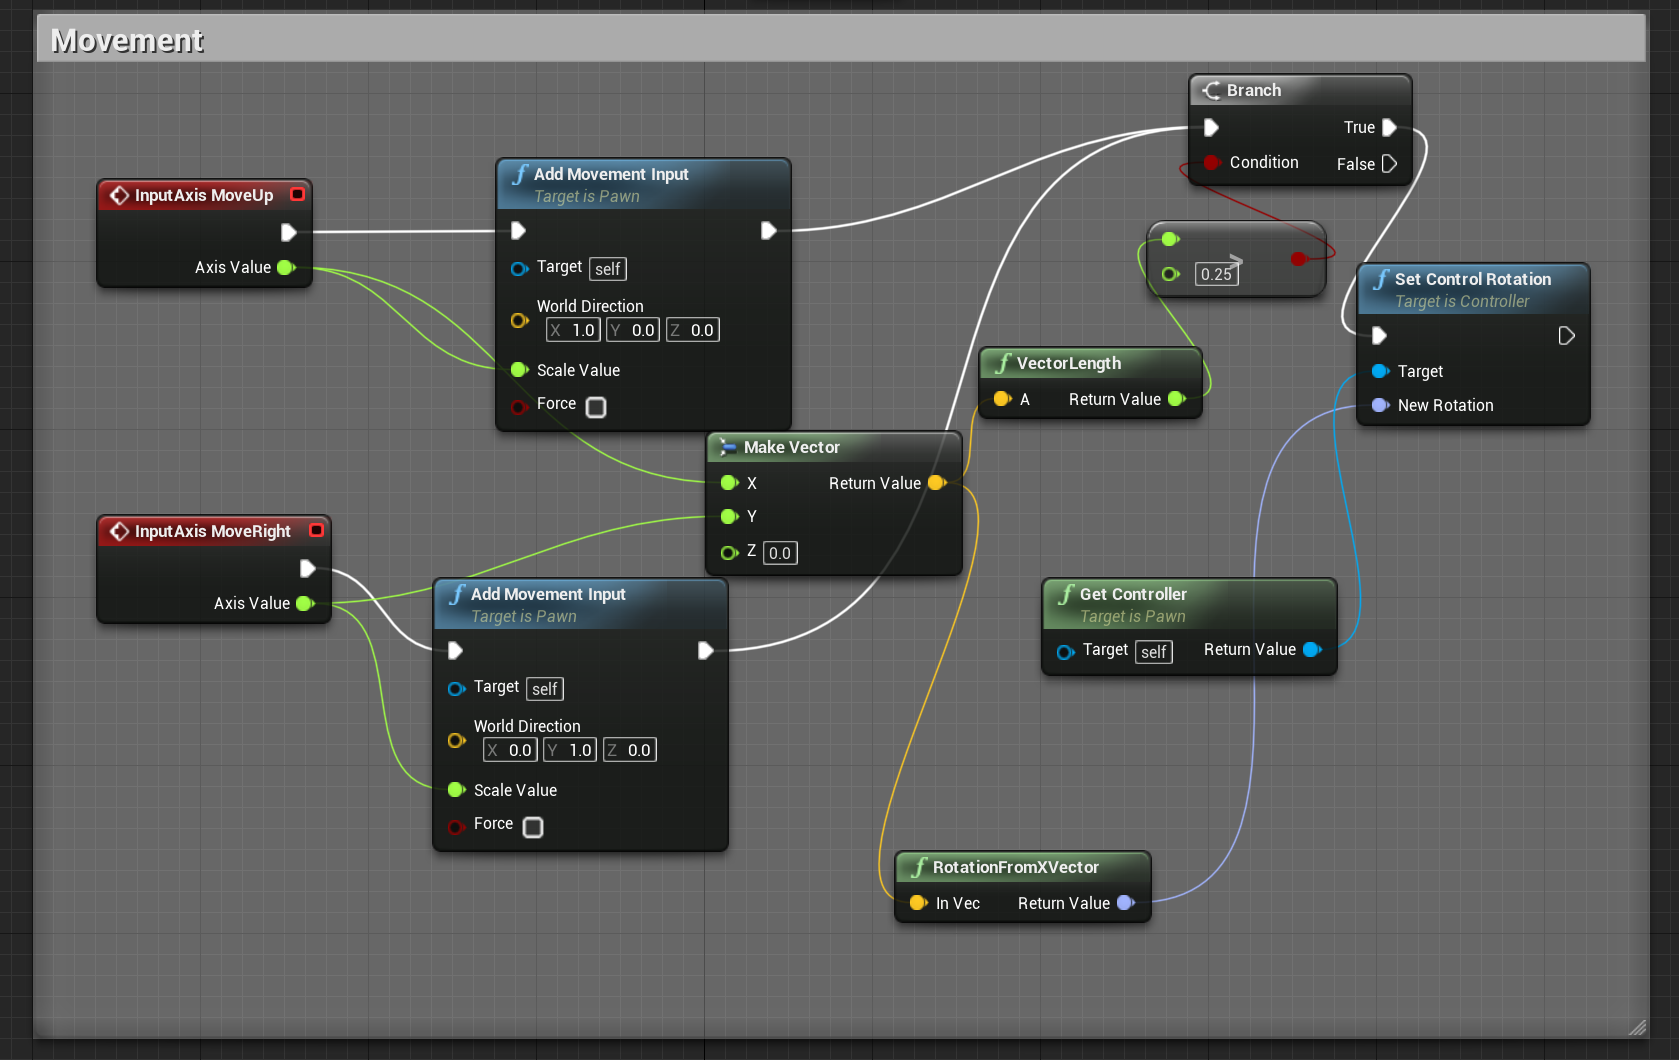 Movement
Branch
True
Condition
False
InputAxis MoveUp
Axis Value
Add Movement Input
Target is Pawn
Target self
World Direction
X 1.0 Y 0.0 Z 0.0
Scale Value
Force
>
0.25
Set Control Rotation
Target is Controller
Target
New Rotation
VectorLength
A Return Value
Make Vector
X Return Value
Y
Z 0.0
InputAxis MoveRight
Axis Value
Add Movement Input
Target is Pawn
Target self
World Direction
X 0.0 Y 1.0 Z 0.0
Scale Value
Force
Get Controller
Target is Pawn
Target self Return Value
RotationFromXVector
In Vec Return Value